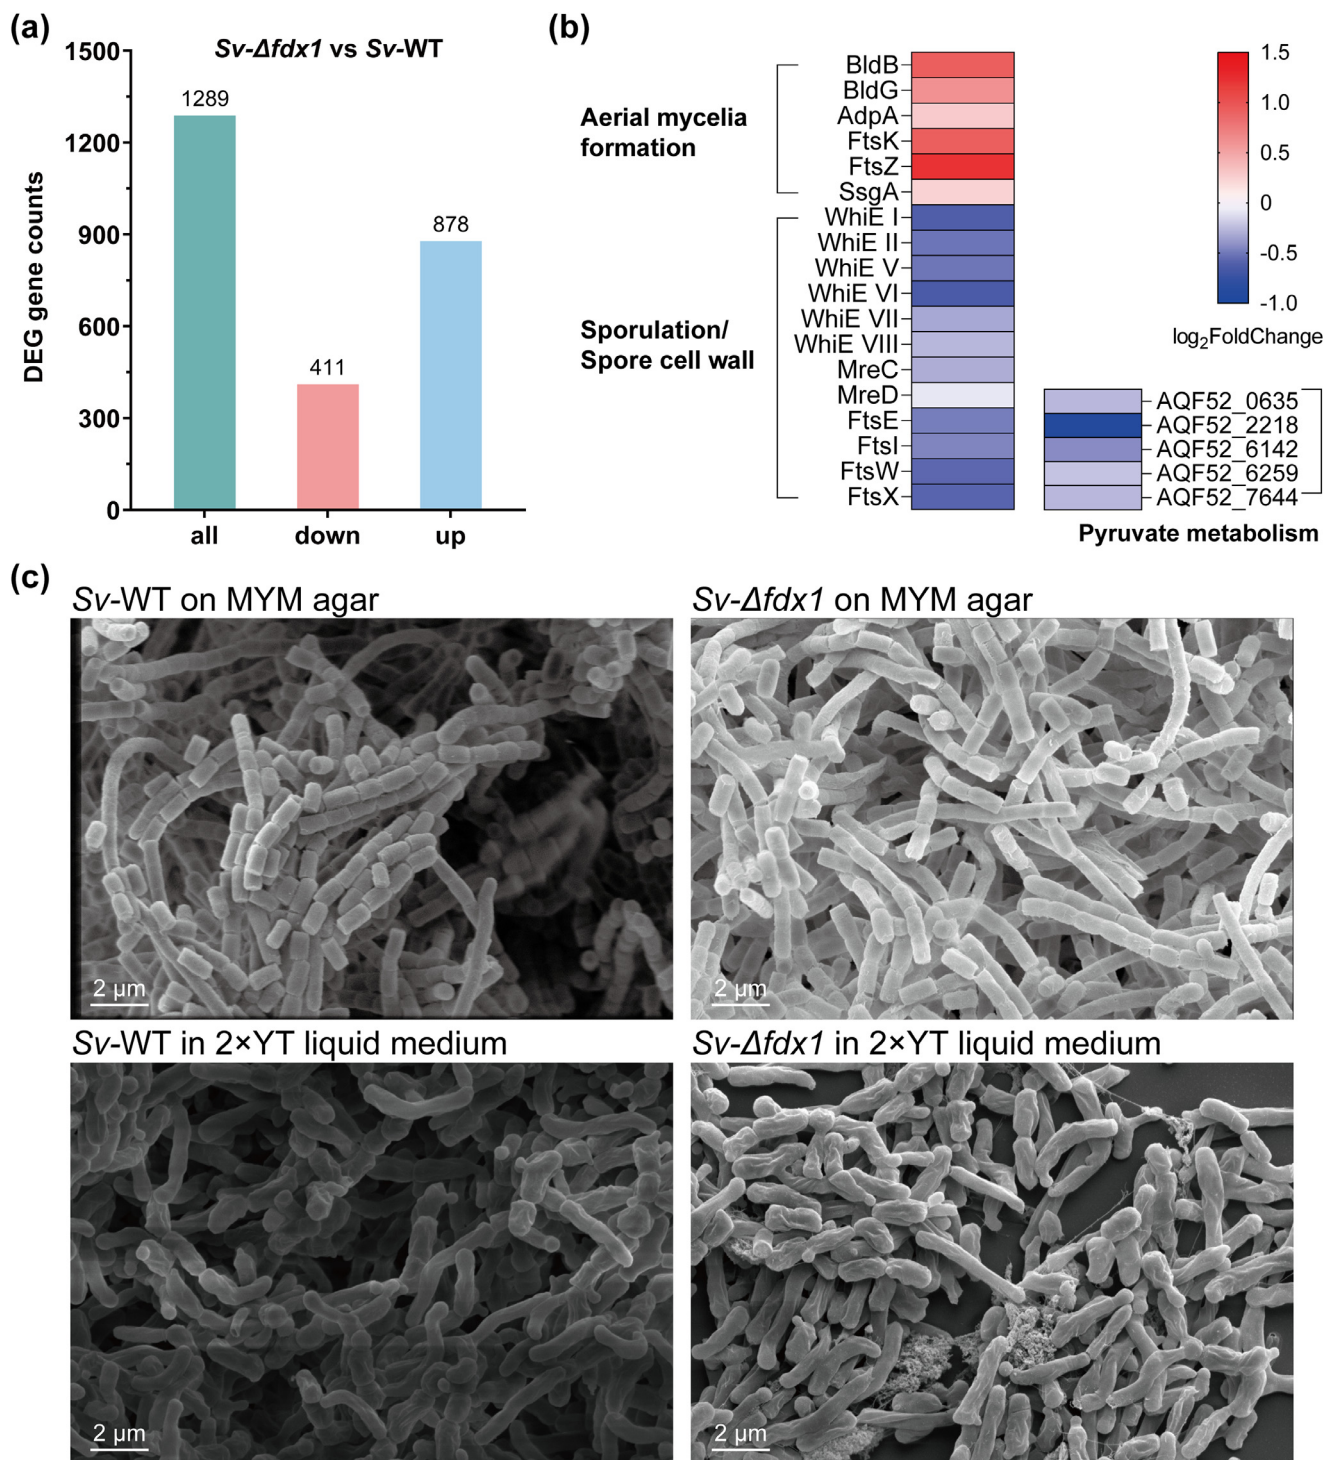 (a)
Sv-Δfdx1 vs Sv-WT
DEG gene counts
1500
1200
900
600
300
0
1289
411
878
all
down
up
(b)
Aerial mycelia
formation
Sporulation/
Spore cell wall
BldB
BldG
AdpA
FtsK
FtsZ
SsgA
WhiE I
WhiE II
WhiE V
WhiE VI
WhiE VII
WhiE VIII
MreC
MreD
FtsE
FtsI
FtsW
FtsX
1.5
1.0
0.5
0
-0.5
-1.0
log₂FoldChange
AQF52_0635
AQF52_2218
AQF52_6142
AQF52_6259
AQF52_7644
Pyruvate metabolism
(c)
Sv-WT on MYM agar
2 μm
Sv-Δfdx1 on MYM agar
2 μm
Sv-WT in 2×YT liquid medium
2 μm
Sv-Δfdx1 in 2×YT liquid medium
2 μm